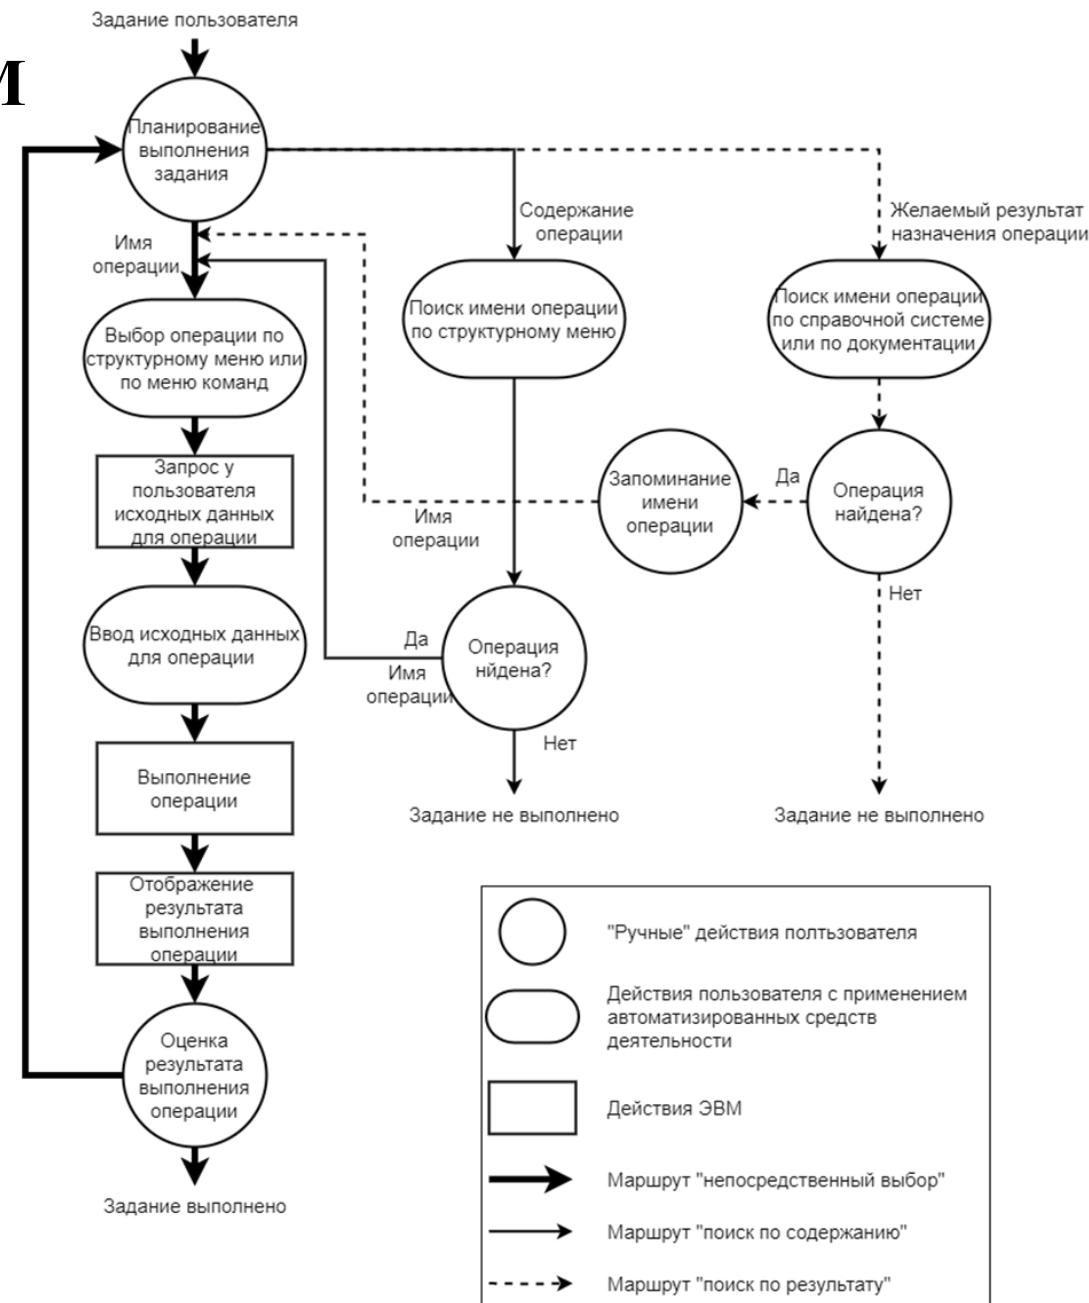 Задание пользователя
м
Планирование
выполнения
задания
Имя
операции
Содержание
операции
Желаемый результат
назначения операции
Выбор операции по
структурному меню или
по меню команд
Поиск имени операции
по структурному меню
Поиск имени операции
по справочной системе
или по документации
Запрос у
пользователя
исходных данных
для операции
Имя
операции
Запоминание
имени
операции
Да
Операция
найдена?
Нет
Ввод исходных данных
для операции
Да
Имя
операции
Операция
нйдена?
Нет
Задание не выполнено
Задание не выполнено
Выполнение
операции
Отображение
результата
выполнения
операции
Оценка
результата
выполнения
операции
Задание выполнено
"Ручные" действия полтьзователя
Действия пользователя с применением
автоматизированных средств
деятельности
Действия ЭВМ
Маршрут "непосредственный выбор"
Маршрут "поиск по содержанию"
Маршрут "поиск по результату"